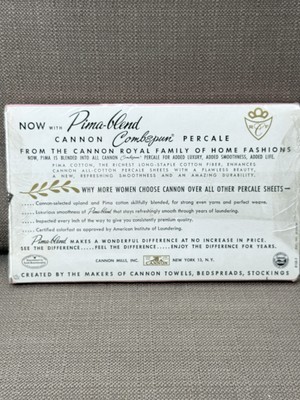 NOW WITH Pima-blend
CANNON Combspun PERCALE
FROM THE CANNON ROYAL FAMILY OF HOME FASHIONS
NOW, PIMA IS BLENDED INTO ALL CANNON Combspun PERCALE FOR ADDED LUXURY, ADDED SMOOTHNESS, ADDED LIFE.
PIMA COTTON, THE RICHEST LONG-STAPLE COTTON FIBER, ENHANCES
CANNON ALL-COTTON PERCALE SHEETS WITH A FLAWLESS BEAUTY,
A NEW, REFRESHING SMOOTHNESS AND AN AMAZING DURABILITY.
WHY MORE WOMEN CHOOSE CANNON OVER ALL OTHER PERCALE SHEETS—
Cannon-selected upland and Pima cotton skilfully blended, for strong even yarns and perfect weave.
Luxurious smoothness of Pima-blend that stays refreshingly smooth through years of laundering.
Inspected every inch of the way to give you consistently premium quality.
Certified colorfast as approved by American Institute of Laundering.
Pima-blend MAKES A WONDERFUL DIFFERENCE AT NO INCREASE IN PRICE.
SEE THE DIFFERENCE.....FEEL THE DIFFERENCE.....ENJOY THE DIFFERENCE FOR YEARS.
CANNON MILLS, INC. CANNON NEW YORK 13, N.Y.
CREATED BY THE MAKERS OF CANNON TOWELS, BEDSPREADS, STOCKINGS